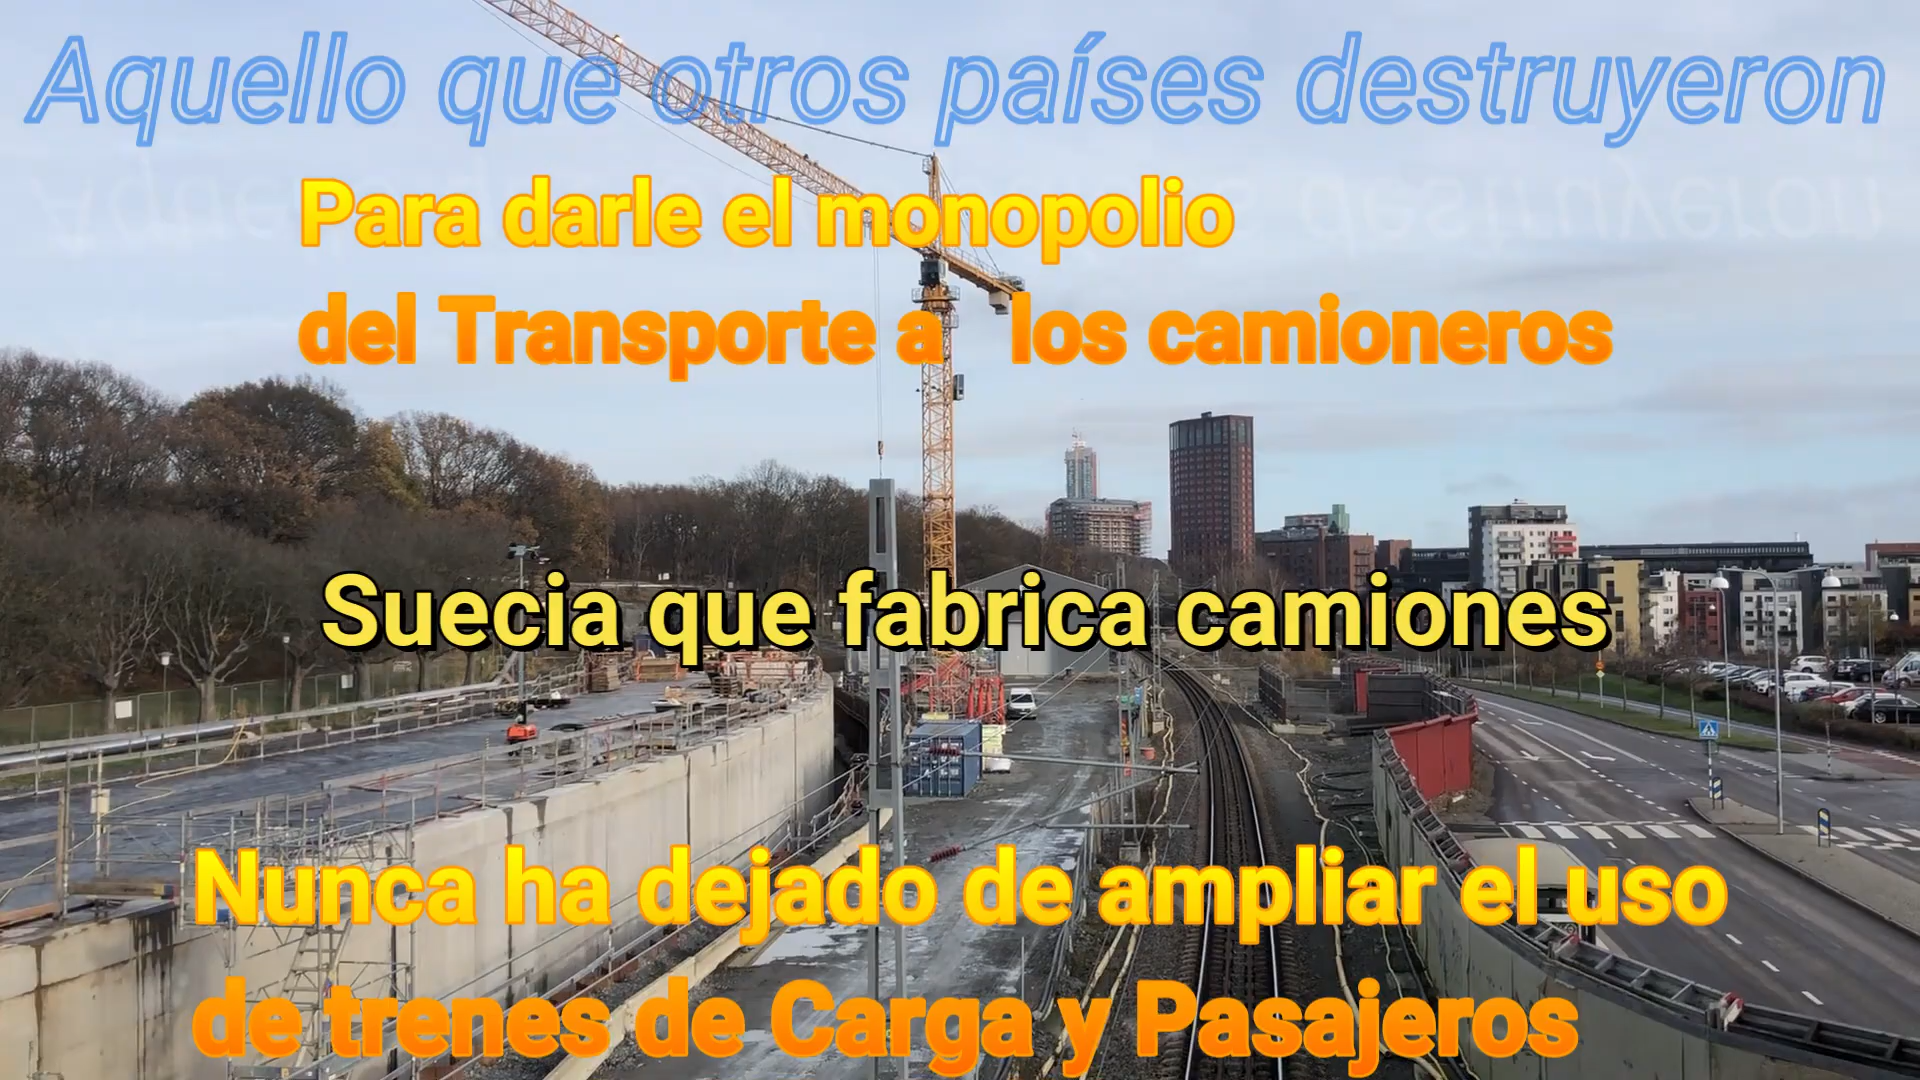 Aquello que otros países destruyeron
Para darle el monopolio
del Transporte a los camioneros
Suecia que fabrica camiones
Nunca ha dejado de ampliar el uso
de trenes de Carga y Pasajeros